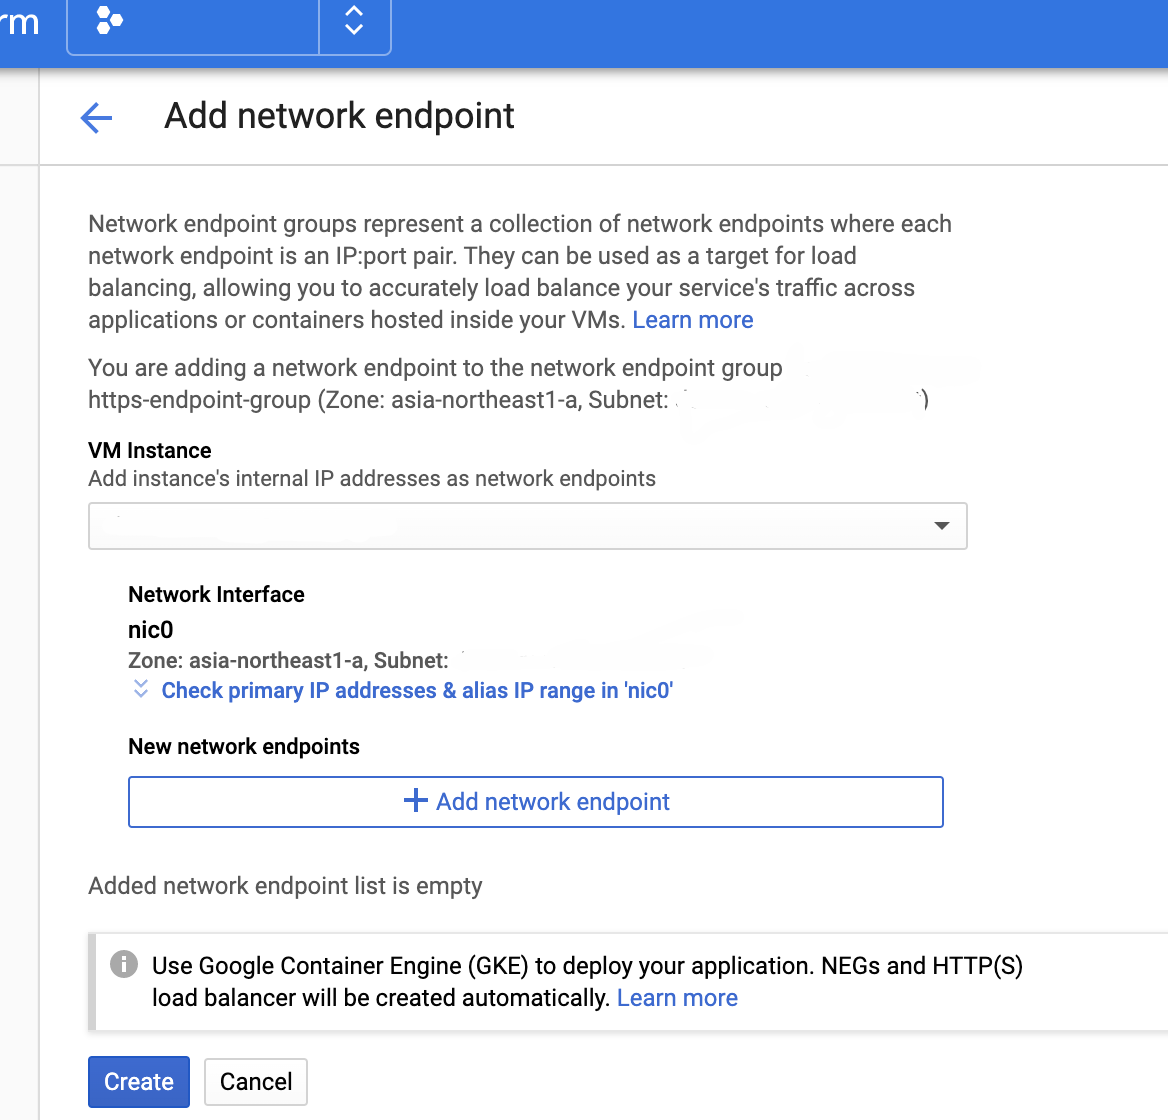 rm
Add network endpoint
Network endpoint groups represent a collection of network endpoints where each
network endpoint is an IP:port pair. They can be used as a target for load
balancing, allowing you to accurately load balance your service's traffic across
applications or containers hosted inside your VMs. Learn more
You are adding a network endpoint to the network endpoint group
https-endpoint-group (Zone: asia-northeast1-a, Subnet: )
VM Instance
Add instance's internal IP addresses as network endpoints
Network Interface
nic0
Zone: asia-northeast1-a, Subnet:
Check primary IP addresses & alias IP range in 'nic0'
New network endpoints
Add network endpoint
Added network endpoint list is empty
Use Google Container Engine (GKE) to deploy your application. NEGs and HTTP(S)
load balancer will be created automatically. Learn more
Create Cancel